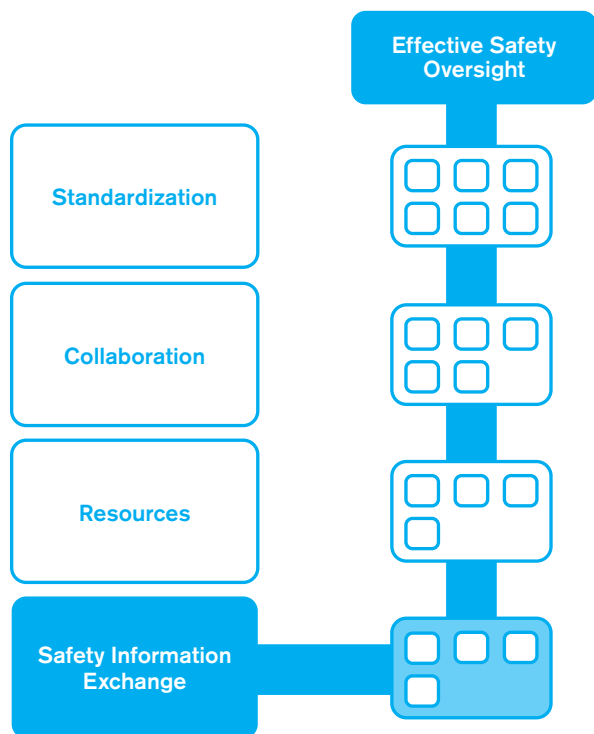 Effective Safety
Oversight
Standardization
Collaboration
Resources
Safety Information
Exchange